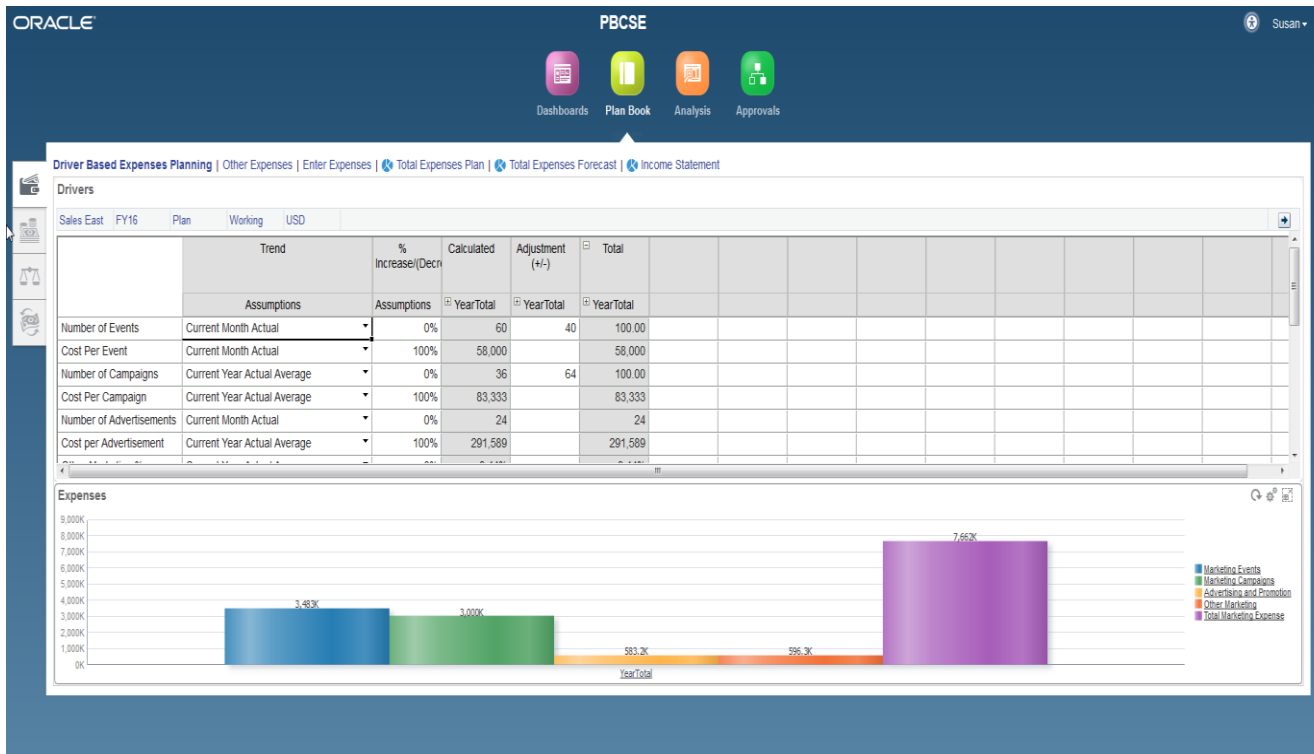 ORACLE
PBCSE
Susan
Dashboards Plan Book Analysis Approvals
Driver Based Expenses Planning | Other Expenses | Enter Expenses | Total Expenses Plan | Total Expenses Forecast | Income Statement
Drivers
Sales East FY16 Plan Working USD
Trend % Increase/(Decr Calculated Adjustment (+/-) Total
Assumptions Assumptions YearTotal YearTotal YearTotal
Number of Events Current Month Actual 0% 60 40 100.00
Cost Per Event Current Month Actual 100% 58,000 58,000
Number of Campaigns Current Year Actual Average 0% 36 64 100.00
Cost Per Campaign Current Year Actual Average 100% 83,333 83,333
Number of Advertisements Current Month Actual 0% 24 24
Cost per Advertisement Current Year Actual Average 100% 291,589 291,589
Expenses
9,000K
8,000K
7,000K
6,000K
5,000K
4,000K
3,000K
2,000K
1,000K
0K
3,483K
3,000K
583.2K
596.3K
7,662K
YearTotal
Marketing Events
Marketing Campaigns
Advertising and Promotion
Other Marketing
Total Marketing Expense